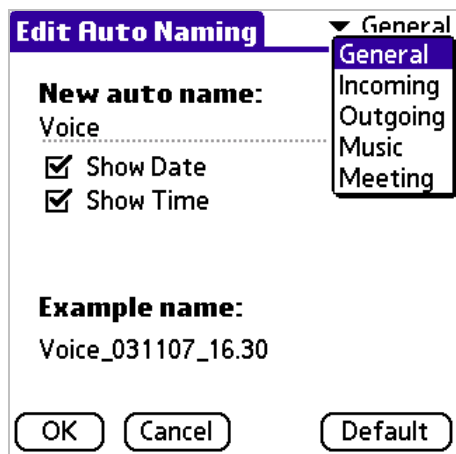 Edit Auto Naming
General
General
Incoming
Outgoing
Music
Meeting
New auto name:
Voice
Show Date
Show Time
Example name:
Voice_031107_16.30
OK
Cancel
Default